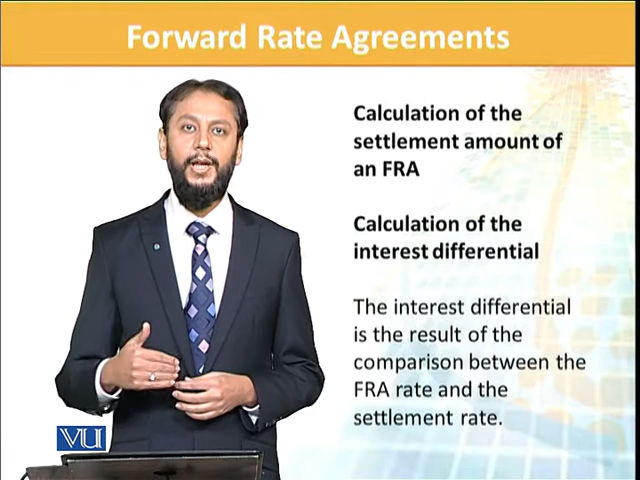 Forward Rate Agreements
Calculation of the
settlement amount of
an FRA
Calculation of the
interest differential
The interest differential
is the result of the
comparison between the
FRA rate and the
settlement rate.
VU